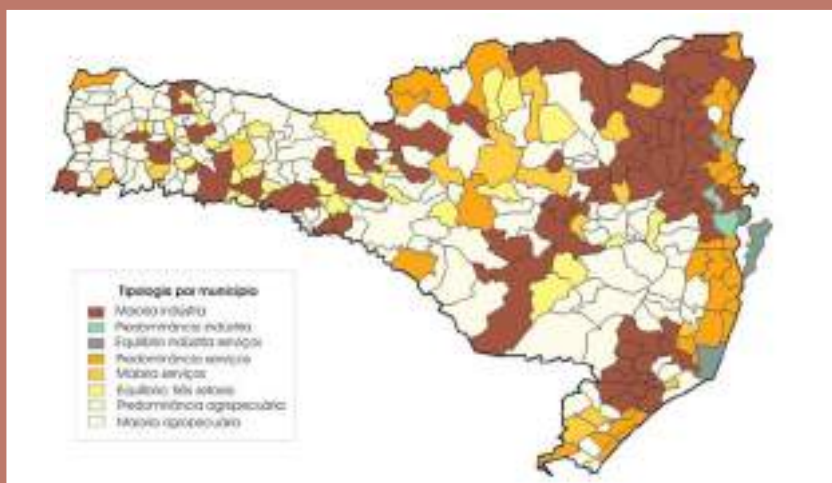 Tipologia por município
Maioria indústria
Predominância indústria
Equilíbrio indústria serviços
Predominância serviços
Maioria serviços
Equilíbrio três setores
Predominância agropecuária
Maioria agropecuária